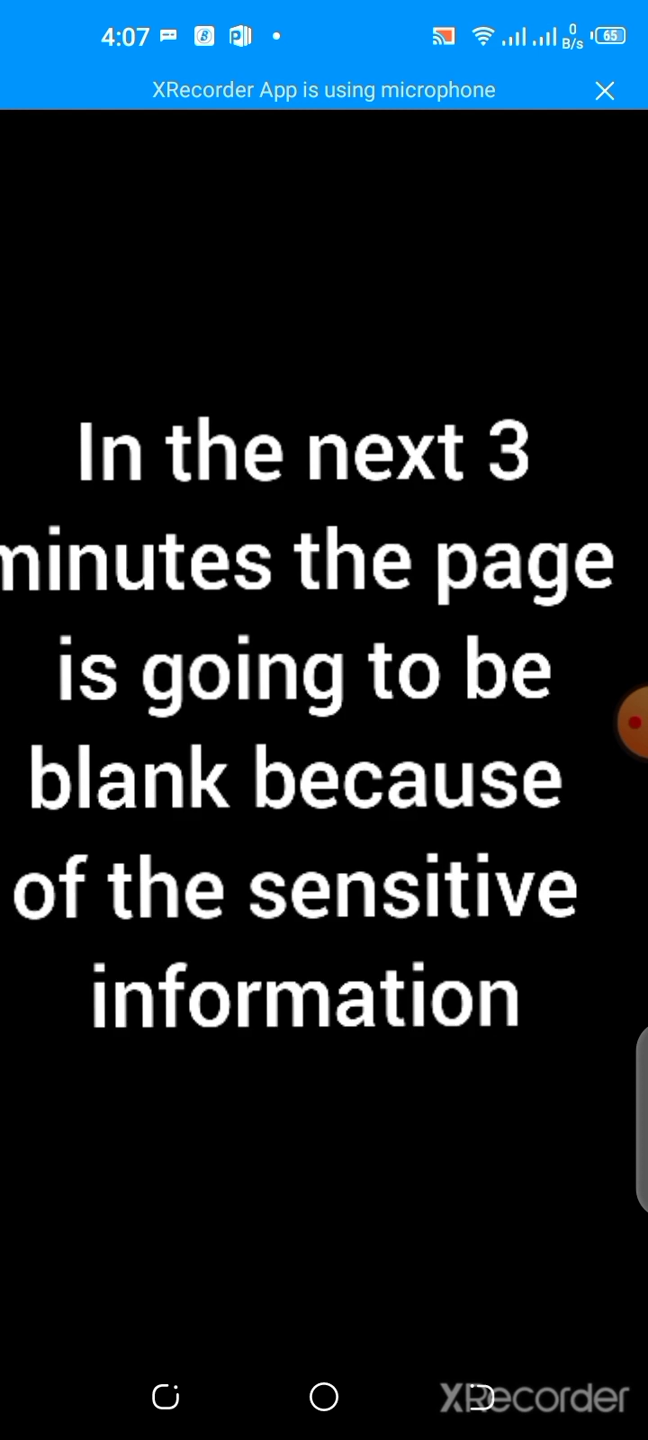 4:07 0 B/s 65
XRecorder App is using microphone
In the next 3
minutes the page
is going to be
blank because
of the sensitive
information
XRecorder